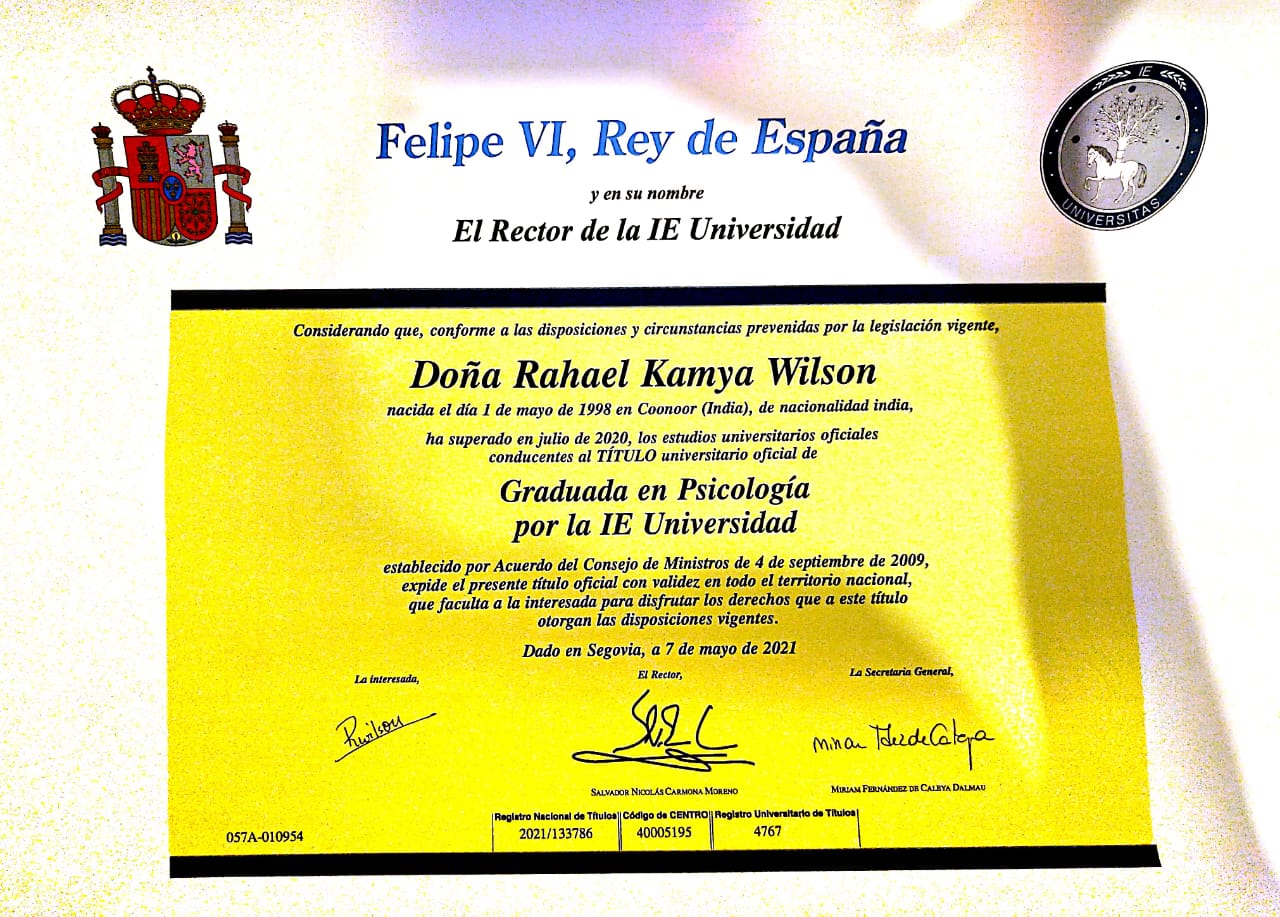 IE
UNIVERSITAS
Felipe VI, Rey de España
y en su nombre
El Rector de la IE Universidad
Considerando que, conforme a las disposiciones y circunstancias prevenidas por la legislación vigente,
Doña Rahael Kamya Wilson
nacida el día 1 de mayo de 1998 en Coonoor (India), de nacionalidad india,
ha superado en julio de 2020, los estudios universitarios oficiales
conducentes al TÍTULO universitario oficial de
Graduada en Psicología
por la IE Universidad
establecido por Acuerdo del Consejo de Ministros de 4 de septiembre de 2009,
expide el presente título oficial con validez en todo el territorio nacional,
que faculta a la interesada para disfrutar los derechos que a este título
otorgan las disposiciones vigentes.
Dado en Segovia, a 7 de mayo de 2021
La interesada, El Rector, La Secretaria General,
Rwilson
SALVADOR NICOLÁS CARMONA MORENO MIRIAM FERNÁNDEZ DE CALEYA DALMAU
Registro Nacional de Títulos Código de CENTRO Registro Universitario de Títulos
057A-010954 2021/133786 40005195 4767